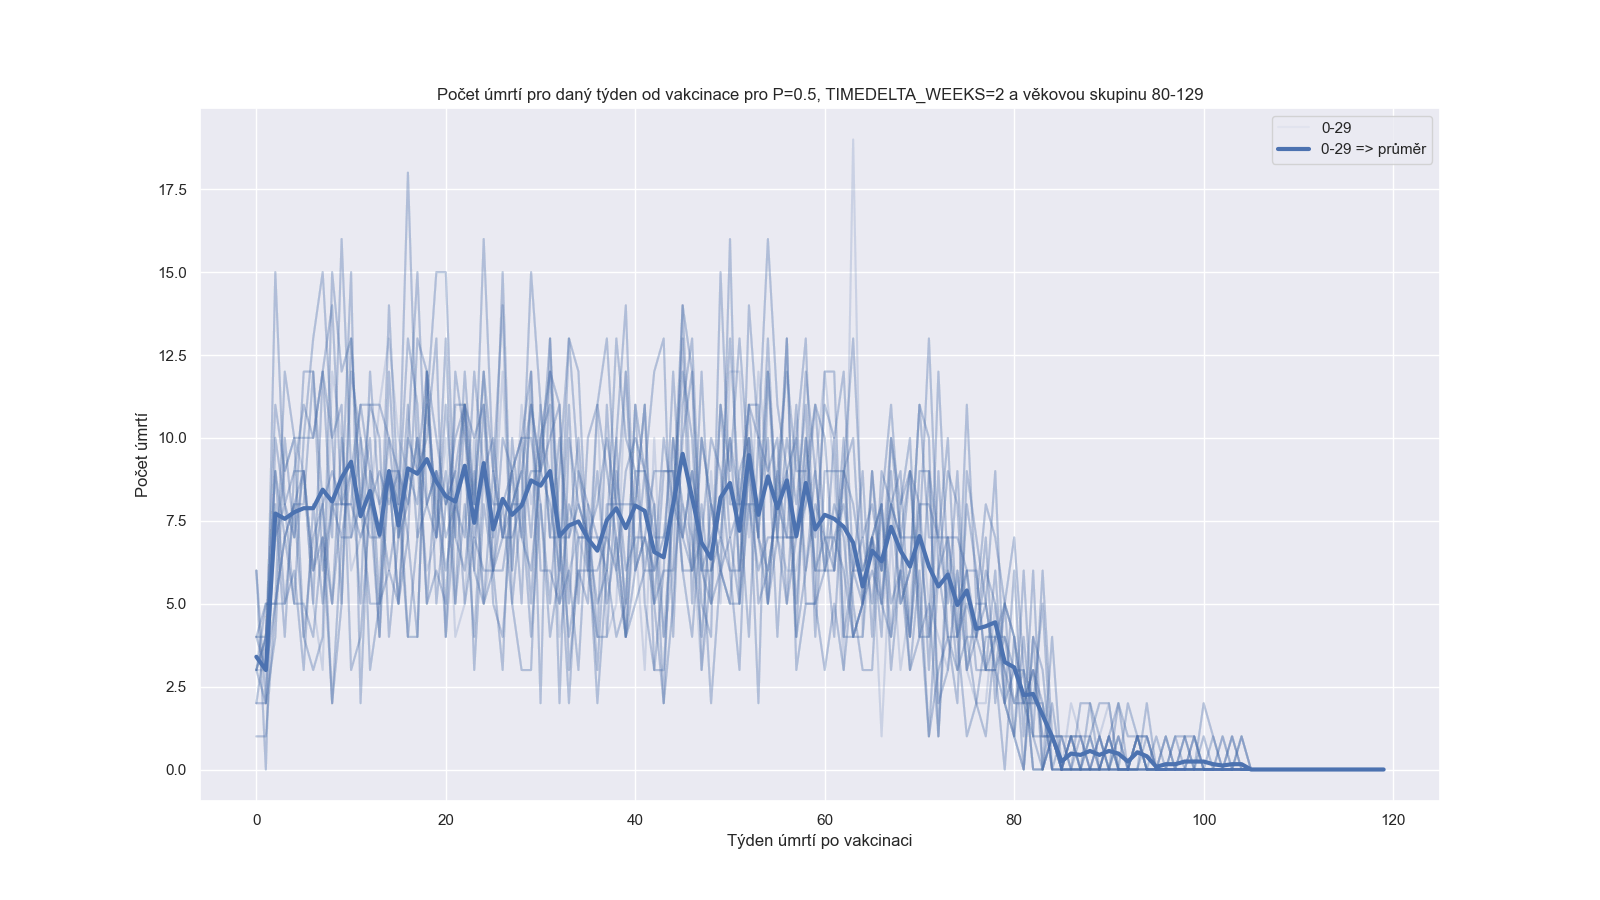 Počet úmrtí pro daný týden od vakcinace pro P=0.5, TIMEDELTA_WEEKS=2 a věkovou skupinu 80-129
0-29
0-29 => průměr
Počet úmrtí
17.5
15.0
12.5
10.0
7.5
5.0
2.5
0.0
0 20 40 60 80 100 120
Týden úmrtí po vakcinaci